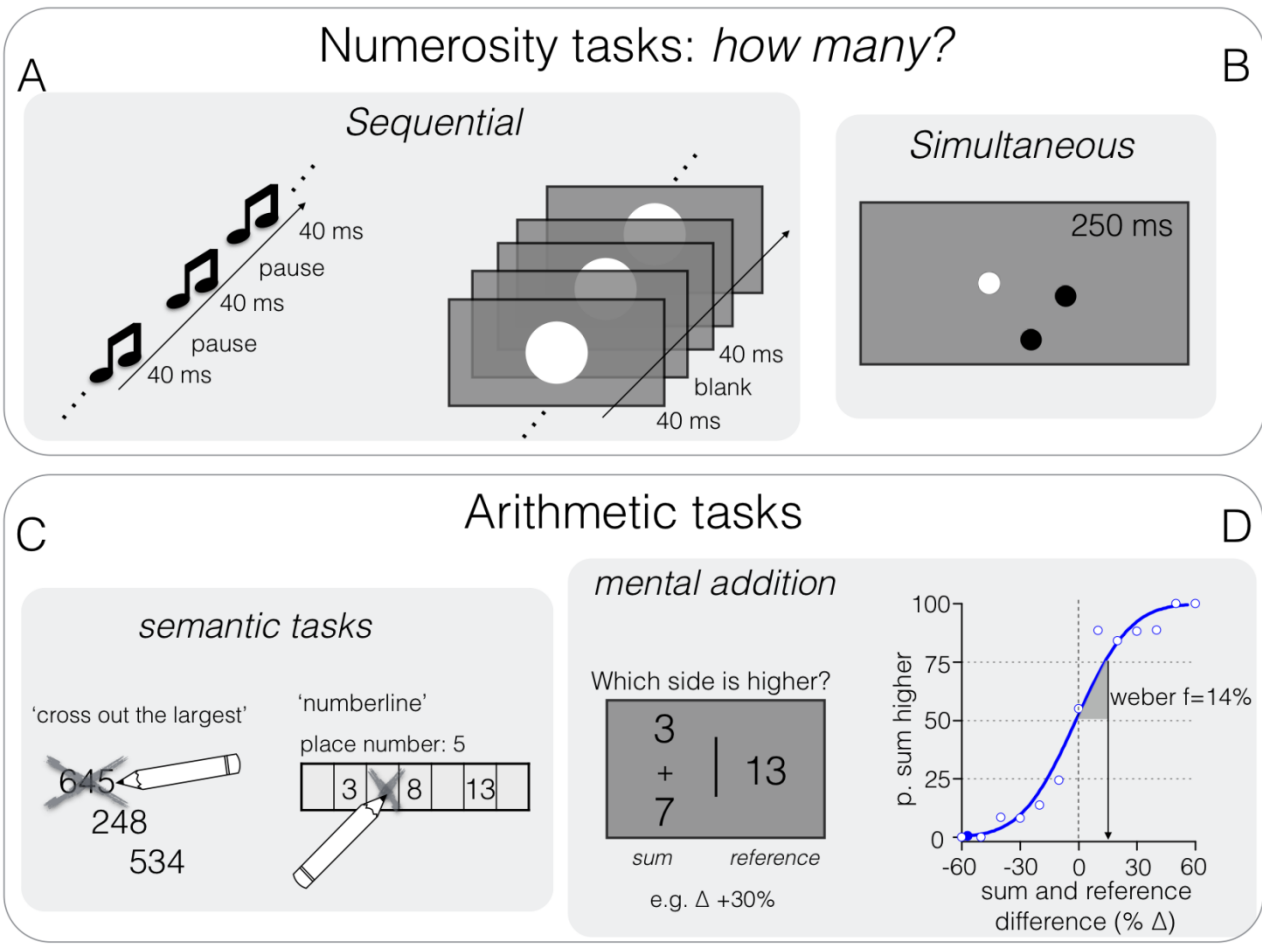 Numerosity tasks: how many?
A
B
Sequential
40 ms
pause
40 ms
pause
40 ms
40 ms
blank
40 ms
Simultaneous
250 ms
Arithmetic tasks
C
D
semantic tasks
'cross out the largest'
645
248
534
'numberline'
place number: 5
3 8 13
mental addition
Which side is higher?
3
+
7
13
sum reference
e.g. Δ +30%
p. sum higher
100
75
50
25
0
weber f=14%
-60 -30 0 30 60
sum and reference
difference (% Δ)